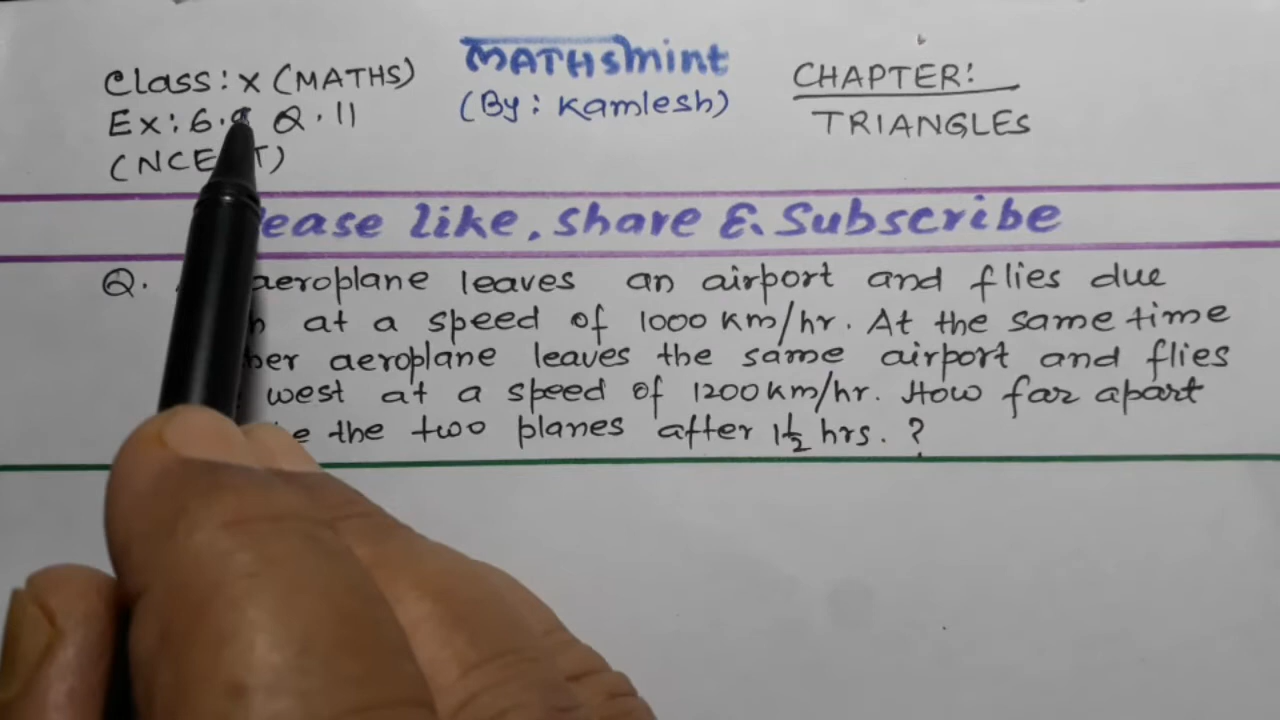 Class: X (MATHS)
Ex: 6. Q. 11
(NCE T)
MATHSmint
(By: Kamlesh)
CHAPTER:
TRIANGLES
ease like, Share & Subscribe
Q. aeroplane leaves an airport and flies due
at a speed of 1000 km/hr. At the same time
aeroplane leaves the same airport and flies
west at a speed of 1200 km/hr. How far apart
the two planes after 1 1/2 hrs. ?